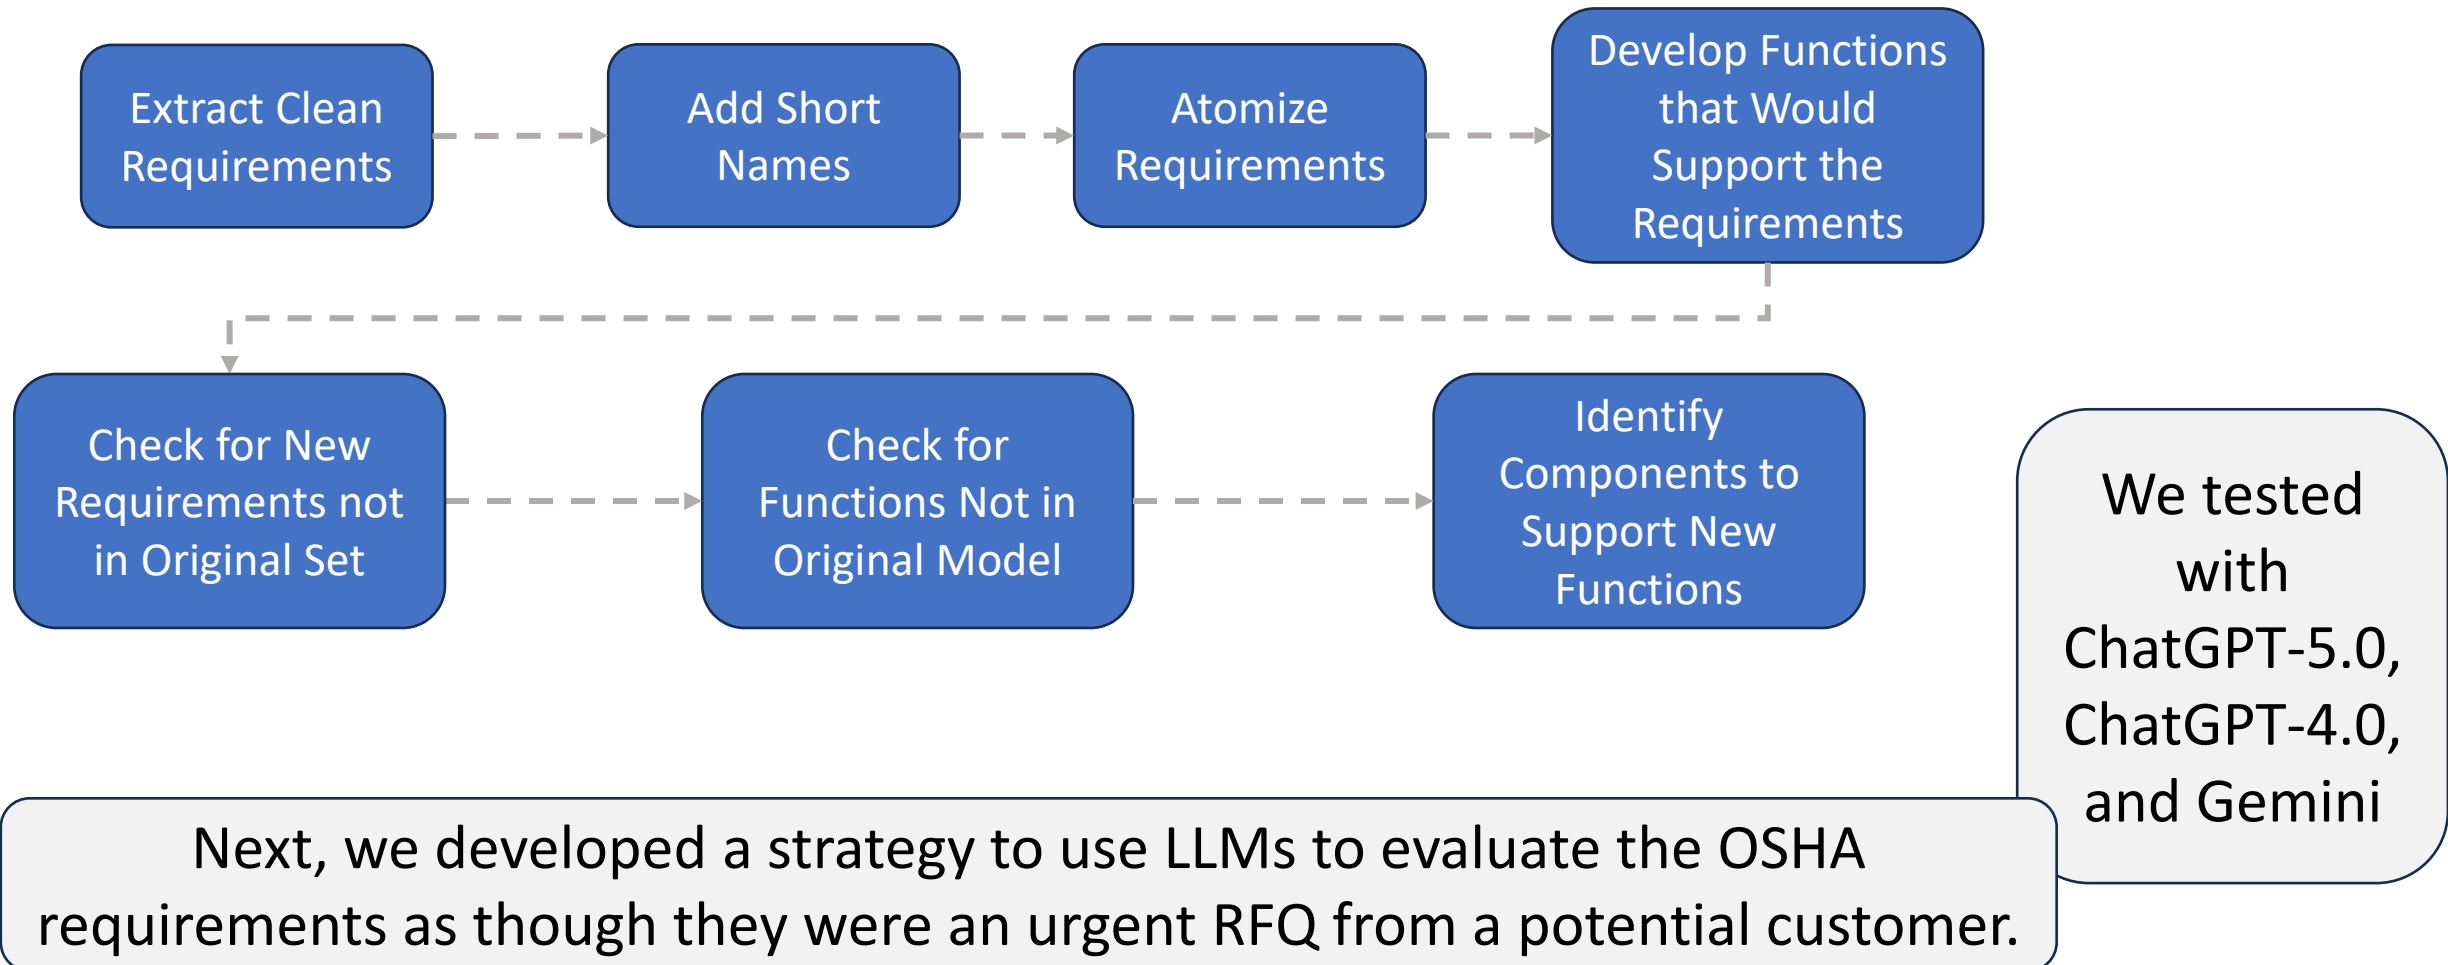 Extract Clean
Requirements
Add Short
Names
Atomize
Requirements
Develop Functions
that Would
Support the
Requirements
Check for New
Requirements not
in Original Set
Check for
Functions Not in
Original Model
Identify
Components to
Support New
Functions
We tested
with
ChatGPT-5.0,
ChatGPT-4.0,
and Gemini
Next, we developed a strategy to use LLMs to evaluate the OSHA
requirements as though they were an urgent RFQ from a potential customer.